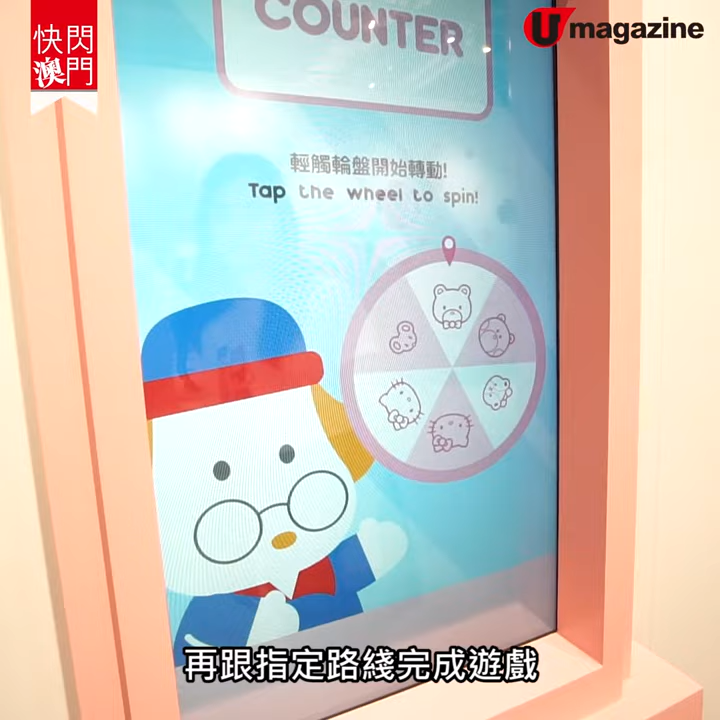 快閃
澳門
U magazine
COUNTER
輕觸輪盤開始轉動!
Tap the wheel to spin!
再跟指定路綫完成遊戲